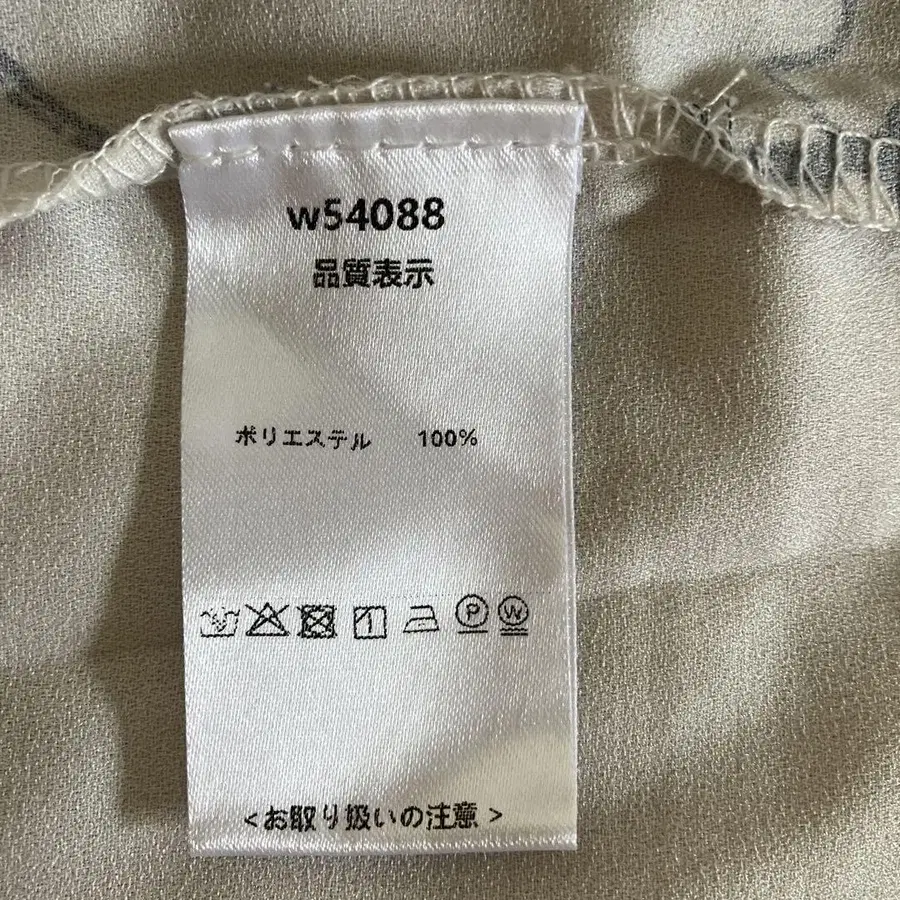 w54088
品質表示
ポリエステル 100%
P W
<お取り扱いの注意>